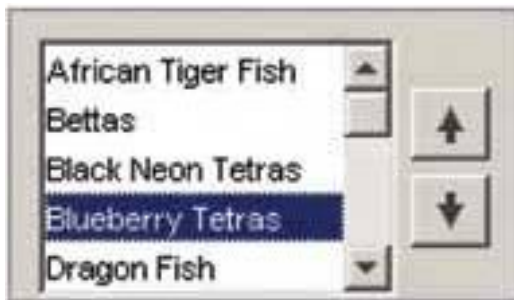 African Tiger Fish
Bettas
Black Neon Tetras
Blueberry Tetras
Dragon Fish